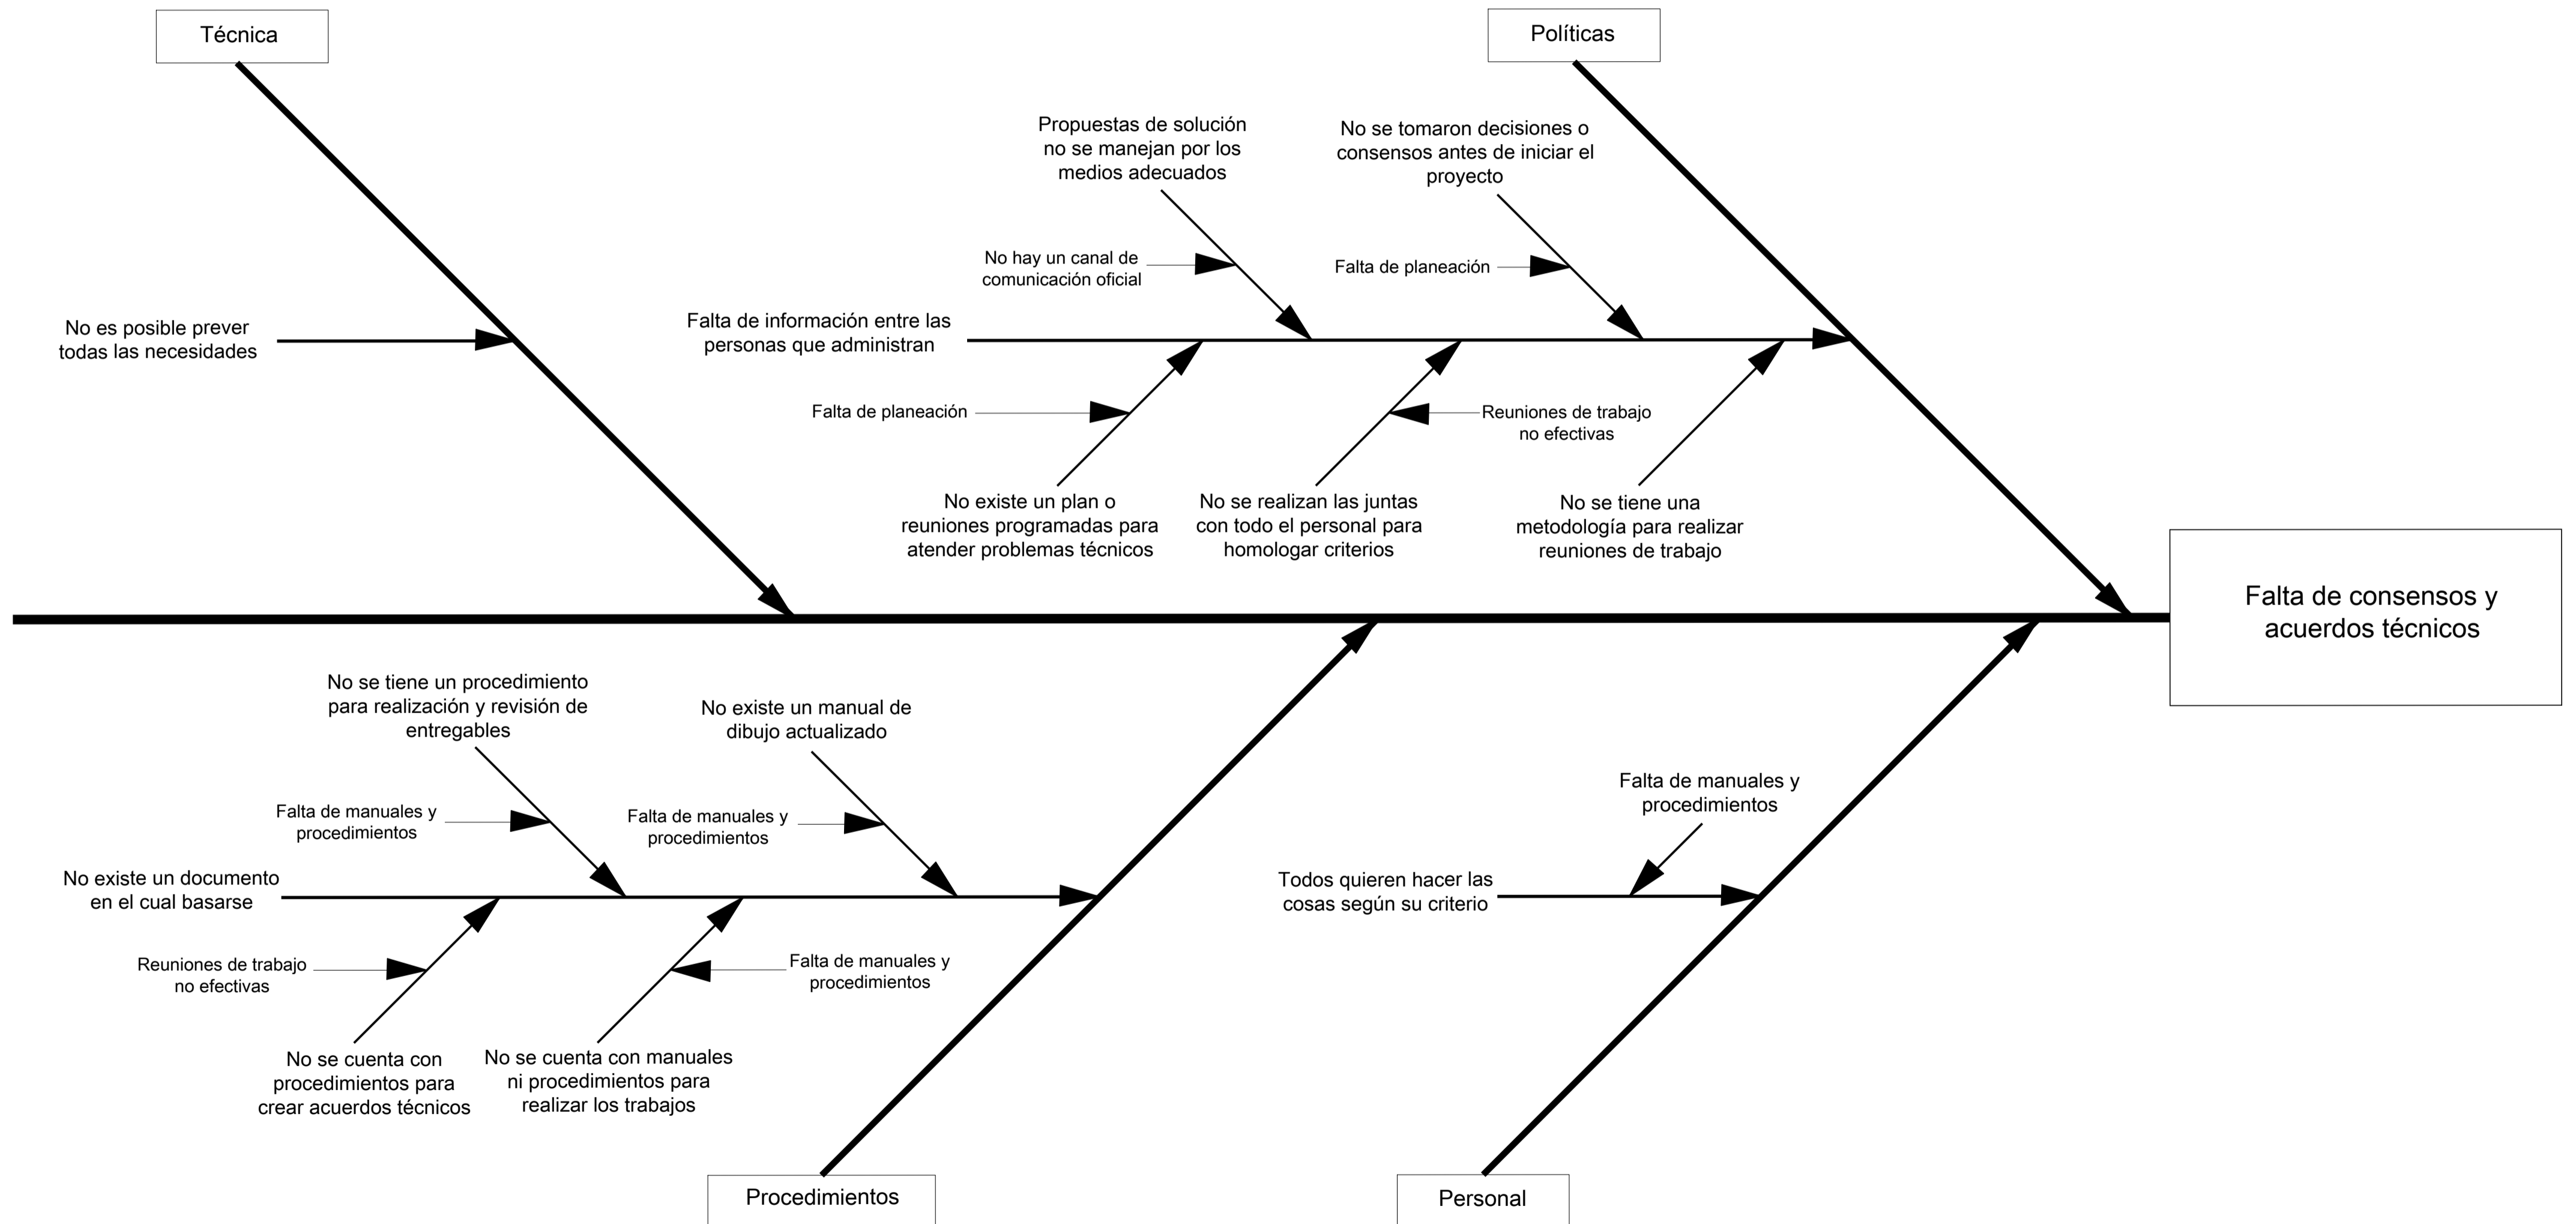 Técnica
Políticas
Propuestas de solución
no se manejan por los
medios adecuados
No se tomaron decisiones o
consensos antes de iniciar el
proyecto
No hay un canal de
comunicación oficial
Falta de planeación
No es posible prever
todas las necesidades
Falta de información entre las
personas que administran
Falta de planeación
Reuniones de trabajo
no efectivas
No existe un plan o
reuniones programadas para
atender problemas técnicos
No se realizan las juntas
con todo el personal para
homologar criterios
No se tiene una
metodología para realizar
reuniones de trabajo
Falta de consensos y
acuerdos técnicos
No se tiene un procedimiento
para realización y revisión de
entregables
No existe un manual de
dibujo actualizado
Falta de manuales y
procedimientos
Falta de manuales y
procedimientos
Falta de manuales y
procedimientos
No existe un documento
en el cual basarse
Todos quieren hacer las
cosas según su criterio
Reuniones de trabajo
no efectivas
Falta de manuales y
procedimientos
No se cuenta con
procedimientos para
crear acuerdos técnicos
No se cuenta con manuales
ni procedimientos para
realizar los trabajos
Procedimientos
Personal